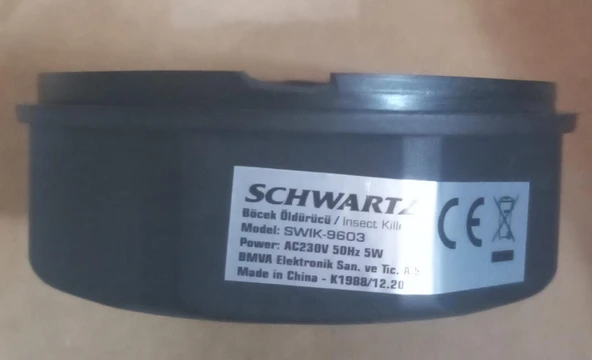 SCHWARTZ
Böcek Öldürücü / Insect Kille
Model: SWIK-9603
Power: AC230V 50Hz 5W
BMVA Elektronik San. ve Tic. A.Ş
Made in China - K1988/12.20
CE